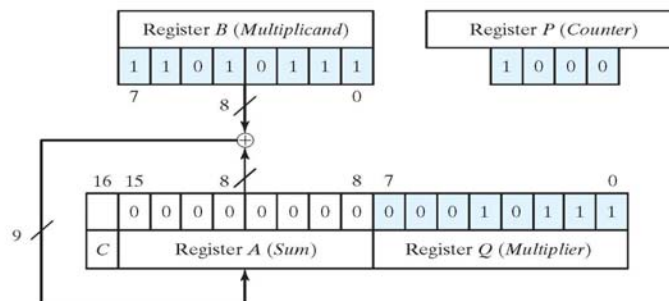 Register B (Multiplicand) Register P (Counter)
1 1 0 1 0 1 1 1 1 0 0 0
7 8 0
16 15 8 8 7 0
0 0 0 0 0 0 0 0 0 0 0 1 0 1 1 1
9
C Register A (Sum) Register Q (Multiplier)